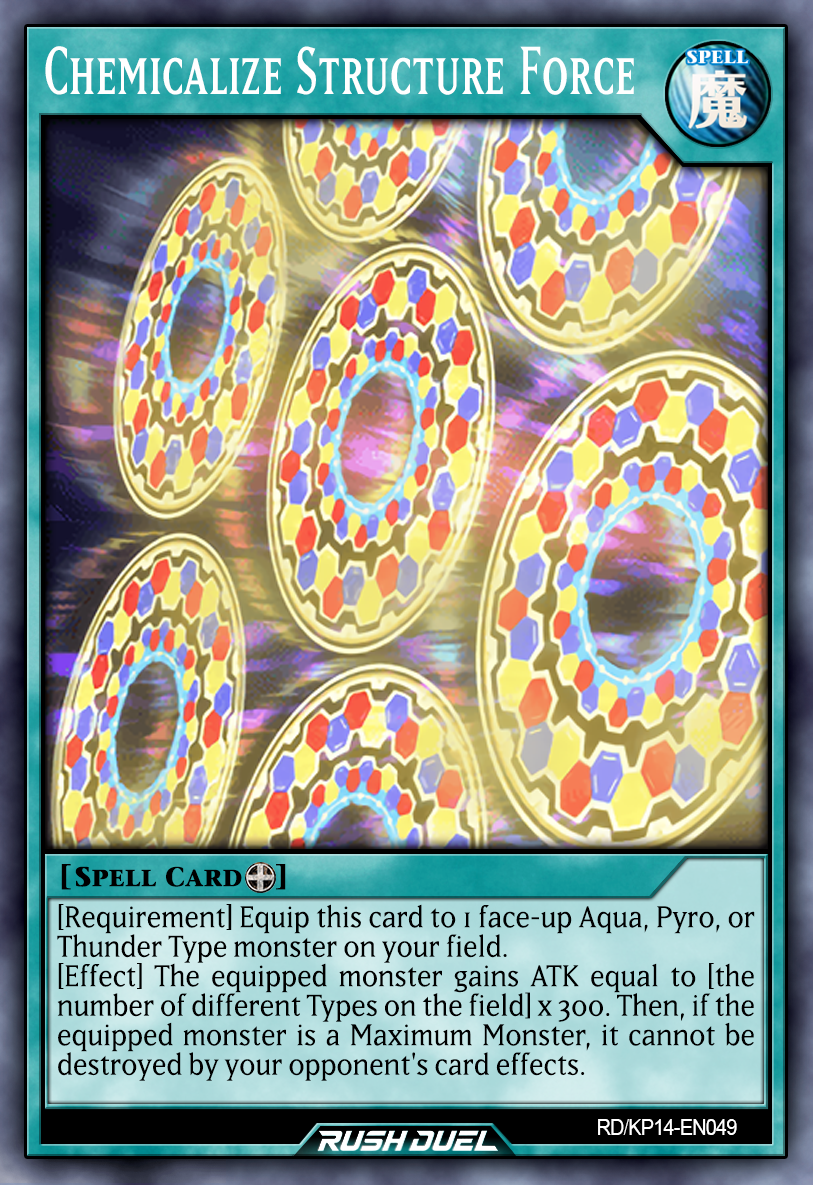 Chemicalize Structure Force
SPELL
魔
[Spell Card]
[Requirement] Equip this card to 1 face-up Aqua, Pyro, or
Thunder Type monster on your field.
[Effect] The equipped monster gains ATK equal to [the
number of different Types on the field] x 300. Then, if the
equipped monster is a Maximum Monster, it cannot be
destroyed by your opponent's card effects.
RD/KP14-EN049
RUSH DUEL